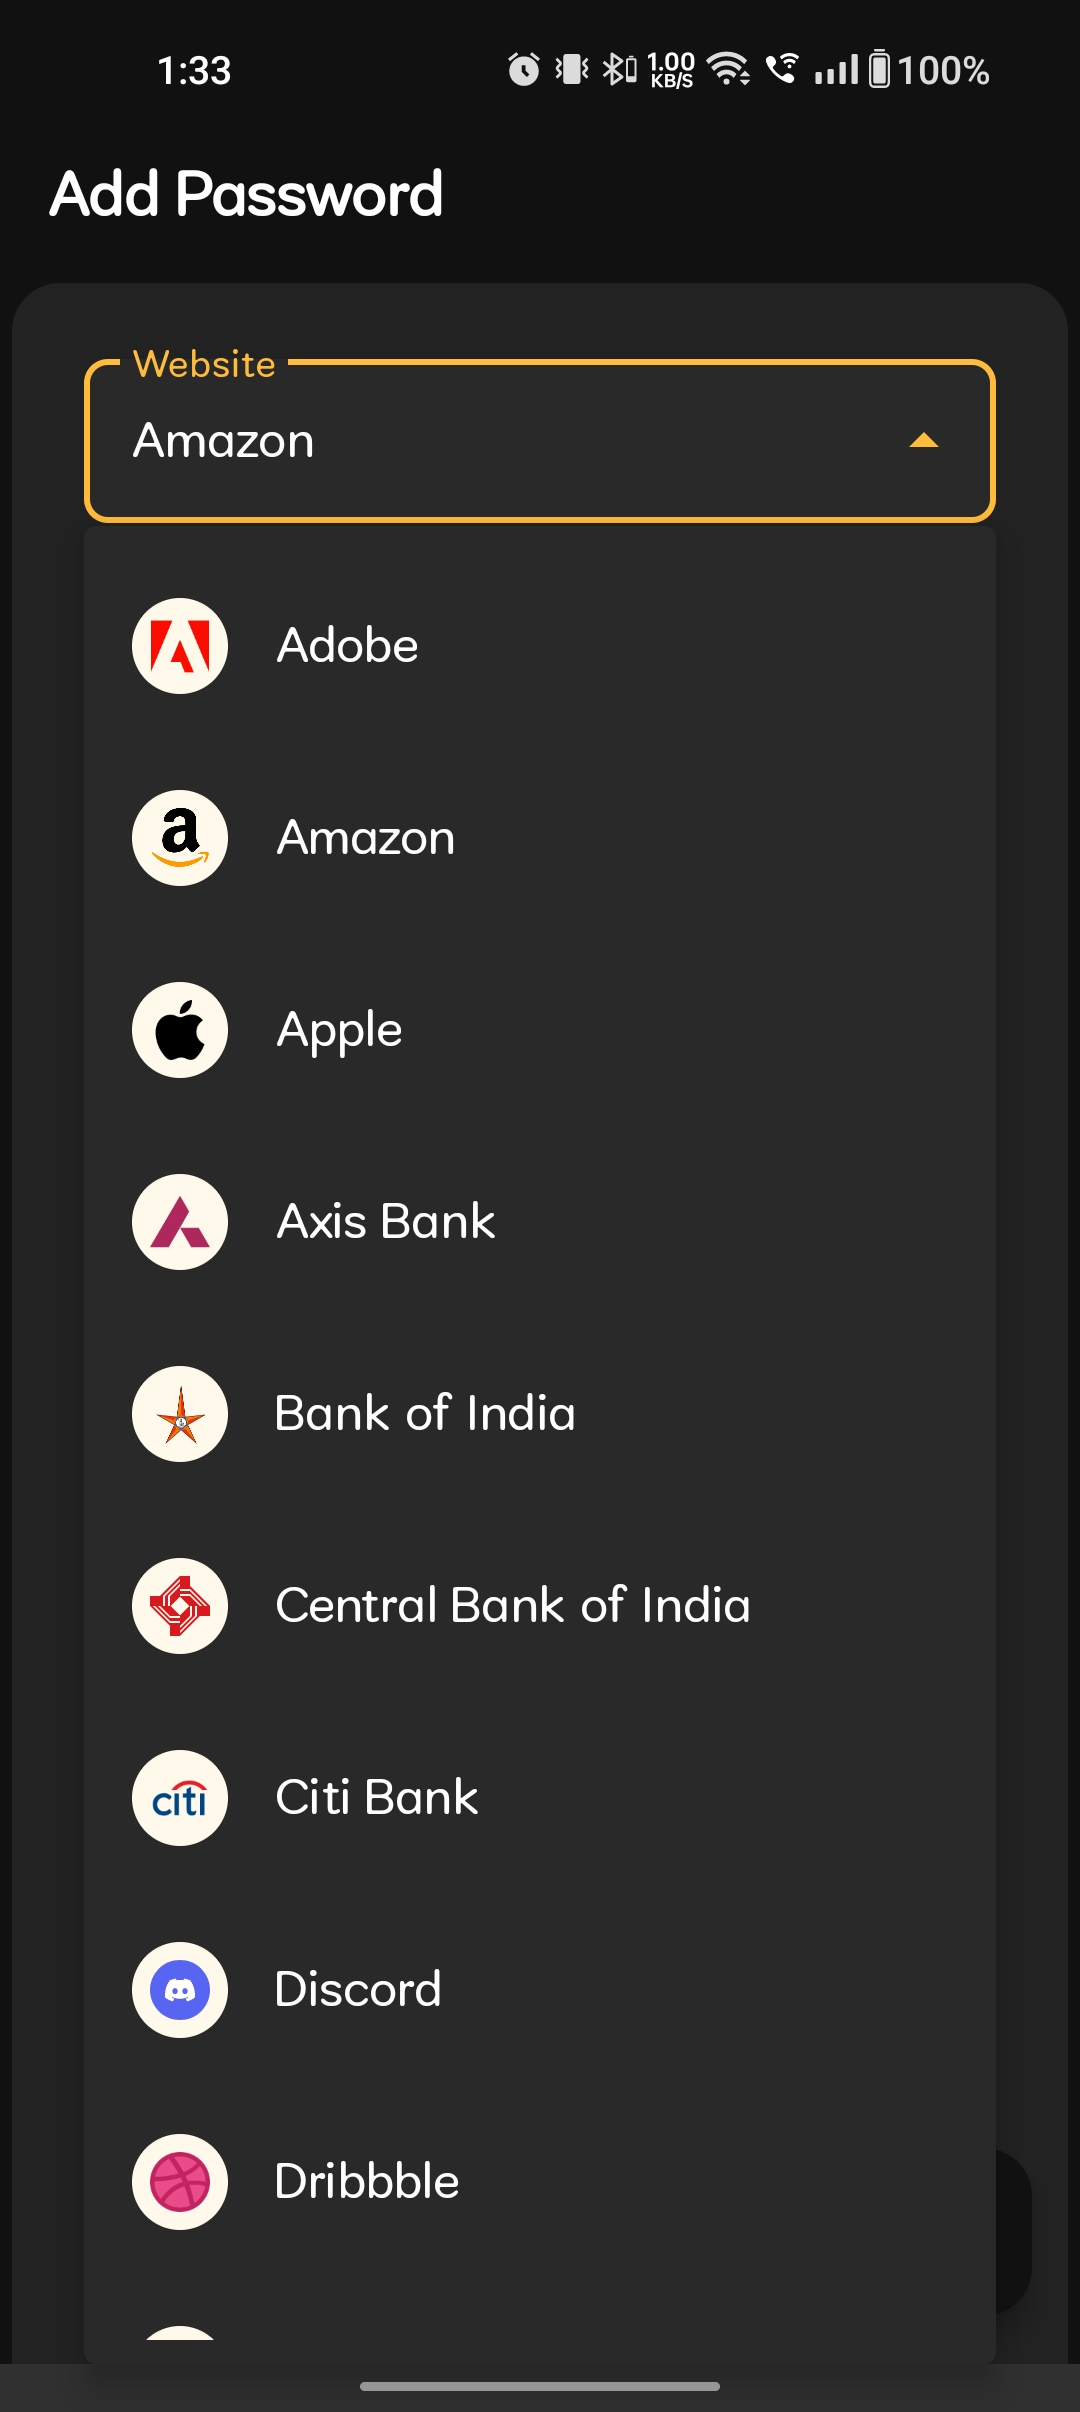 1:33
1.00
KB/S
100%
Add Password
Website
Amazon
Adobe
a
Amazon
Apple
Axis Bank
Bank of India
Central Bank of India
citi
Citi Bank
Discord
Dribbble